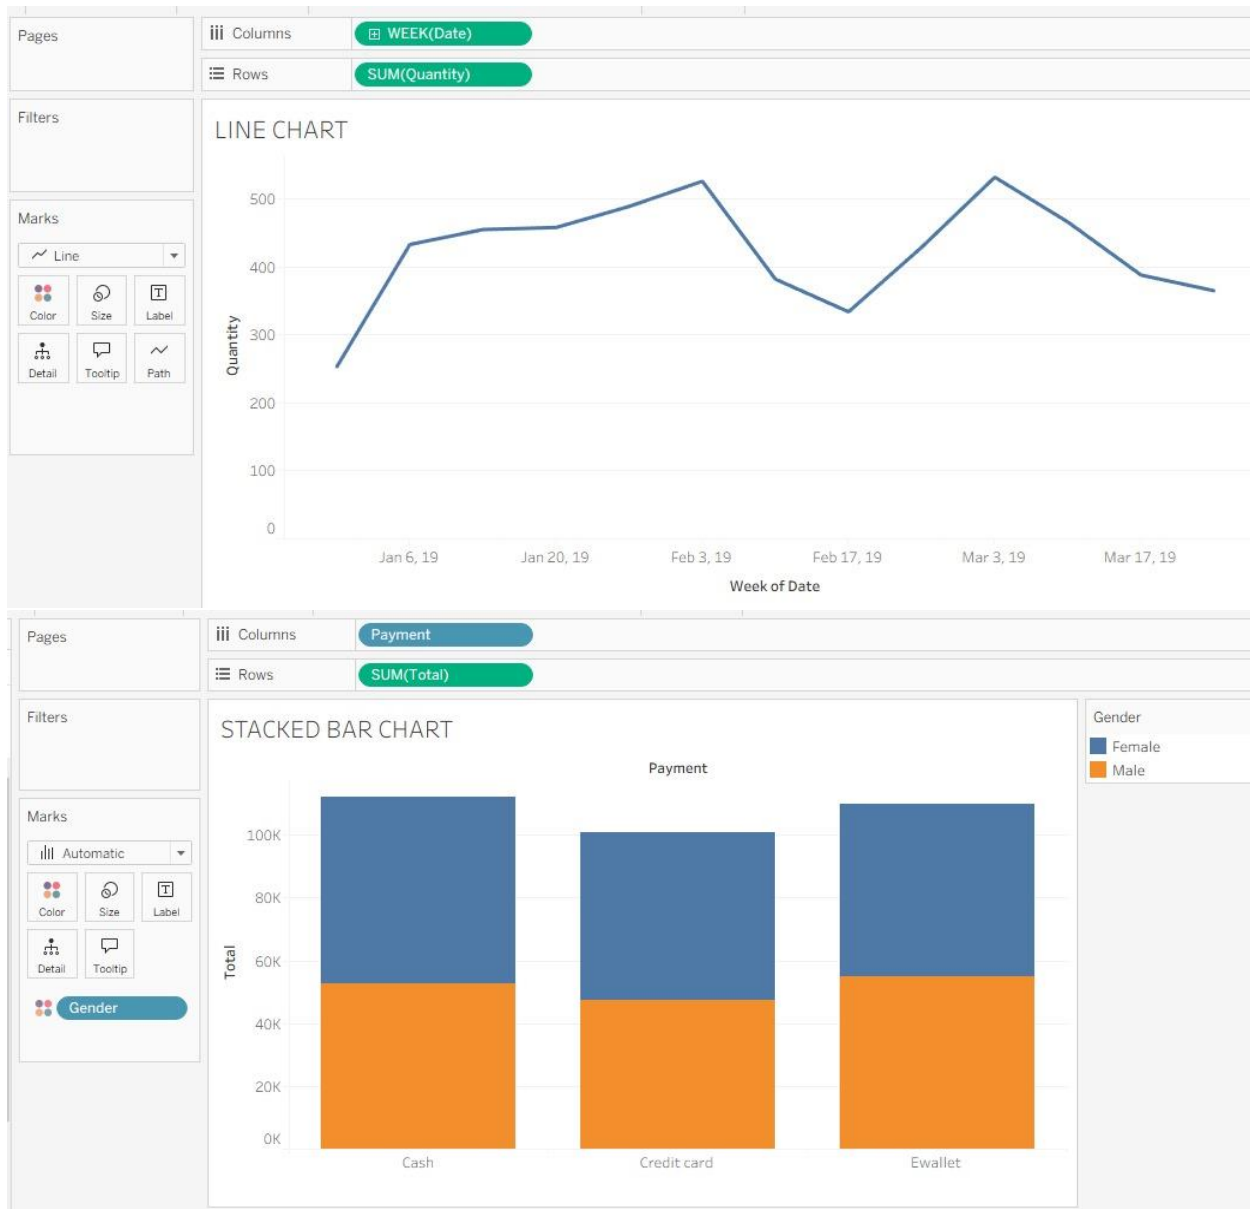 Pages
Columns WEEK(Date)
Rows SUM(Quantity)
Filters
LINE CHART
Marks
Line
Color Size Label
Detail Tooltip Path
Quantity
500
400
300
200
100
0
Jan 6, 19 Jan 20, 19 Feb 3, 19 Feb 17, 19 Mar 3, 19 Mar 17, 19
Week of Date
Pages
Columns Payment
Rows SUM(Total)
Filters
STACKED BAR CHART
Gender
Female
Male
Payment
Marks
Automatic
Color Size Label
Detail Tooltip
Gender
Total
100K
80K
60K
40K
20K
0K
Cash Credit card Ewallet